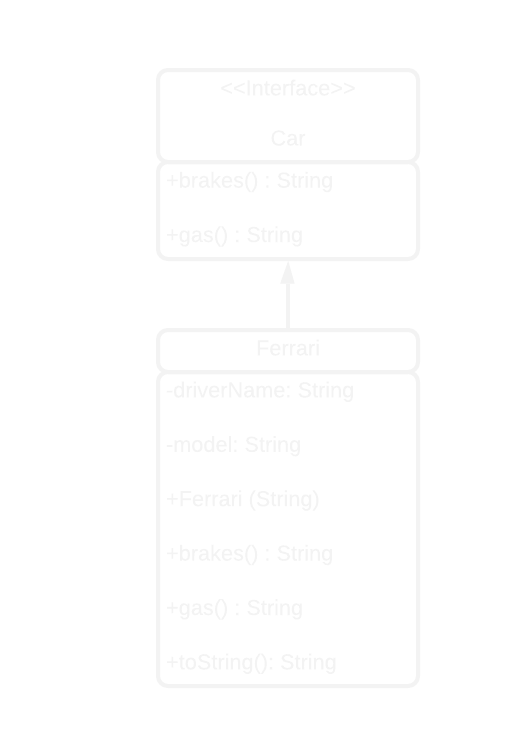 <<Interface>>
Car
+brakes() : String
+gas() : String
Ferrari
-driverName: String
-model: String
+Ferrari (String)
+brakes() : String
+gas() : String
+toString(): String